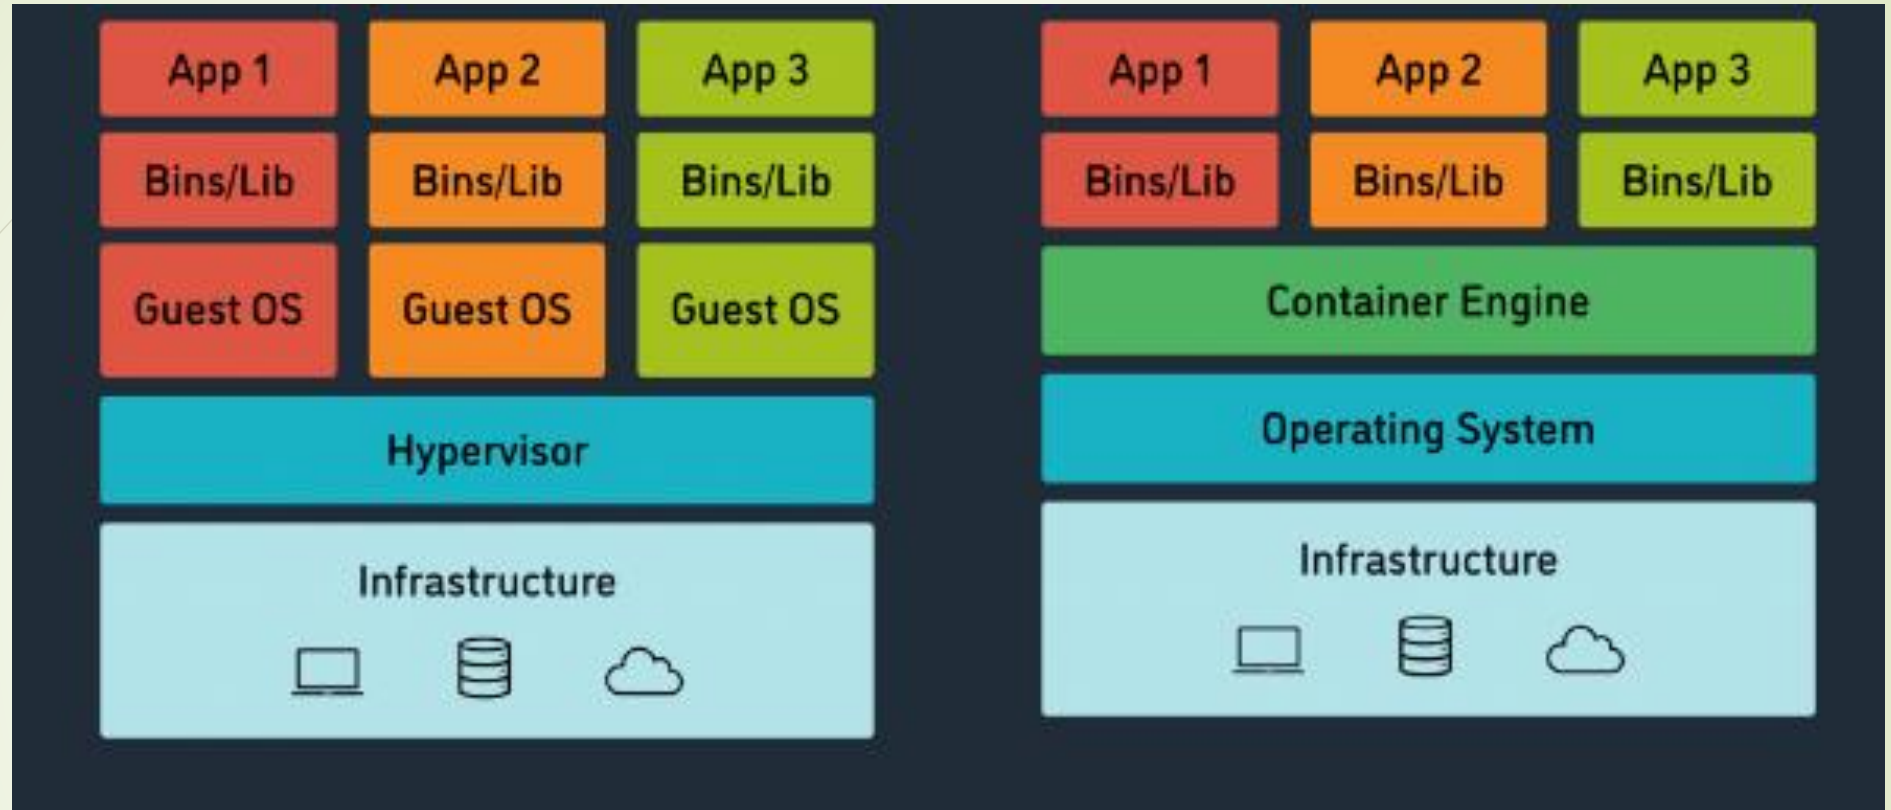 App 1
App 2
App 3
Bins/Lib
Bins/Lib
Bins/Lib
Guest OS
Guest OS
Guest OS
Hypervisor
Infrastructure
App 1
App 2
App 3
Bins/Lib
Bins/Lib
Bins/Lib
Container Engine
Operating System
Infrastructure